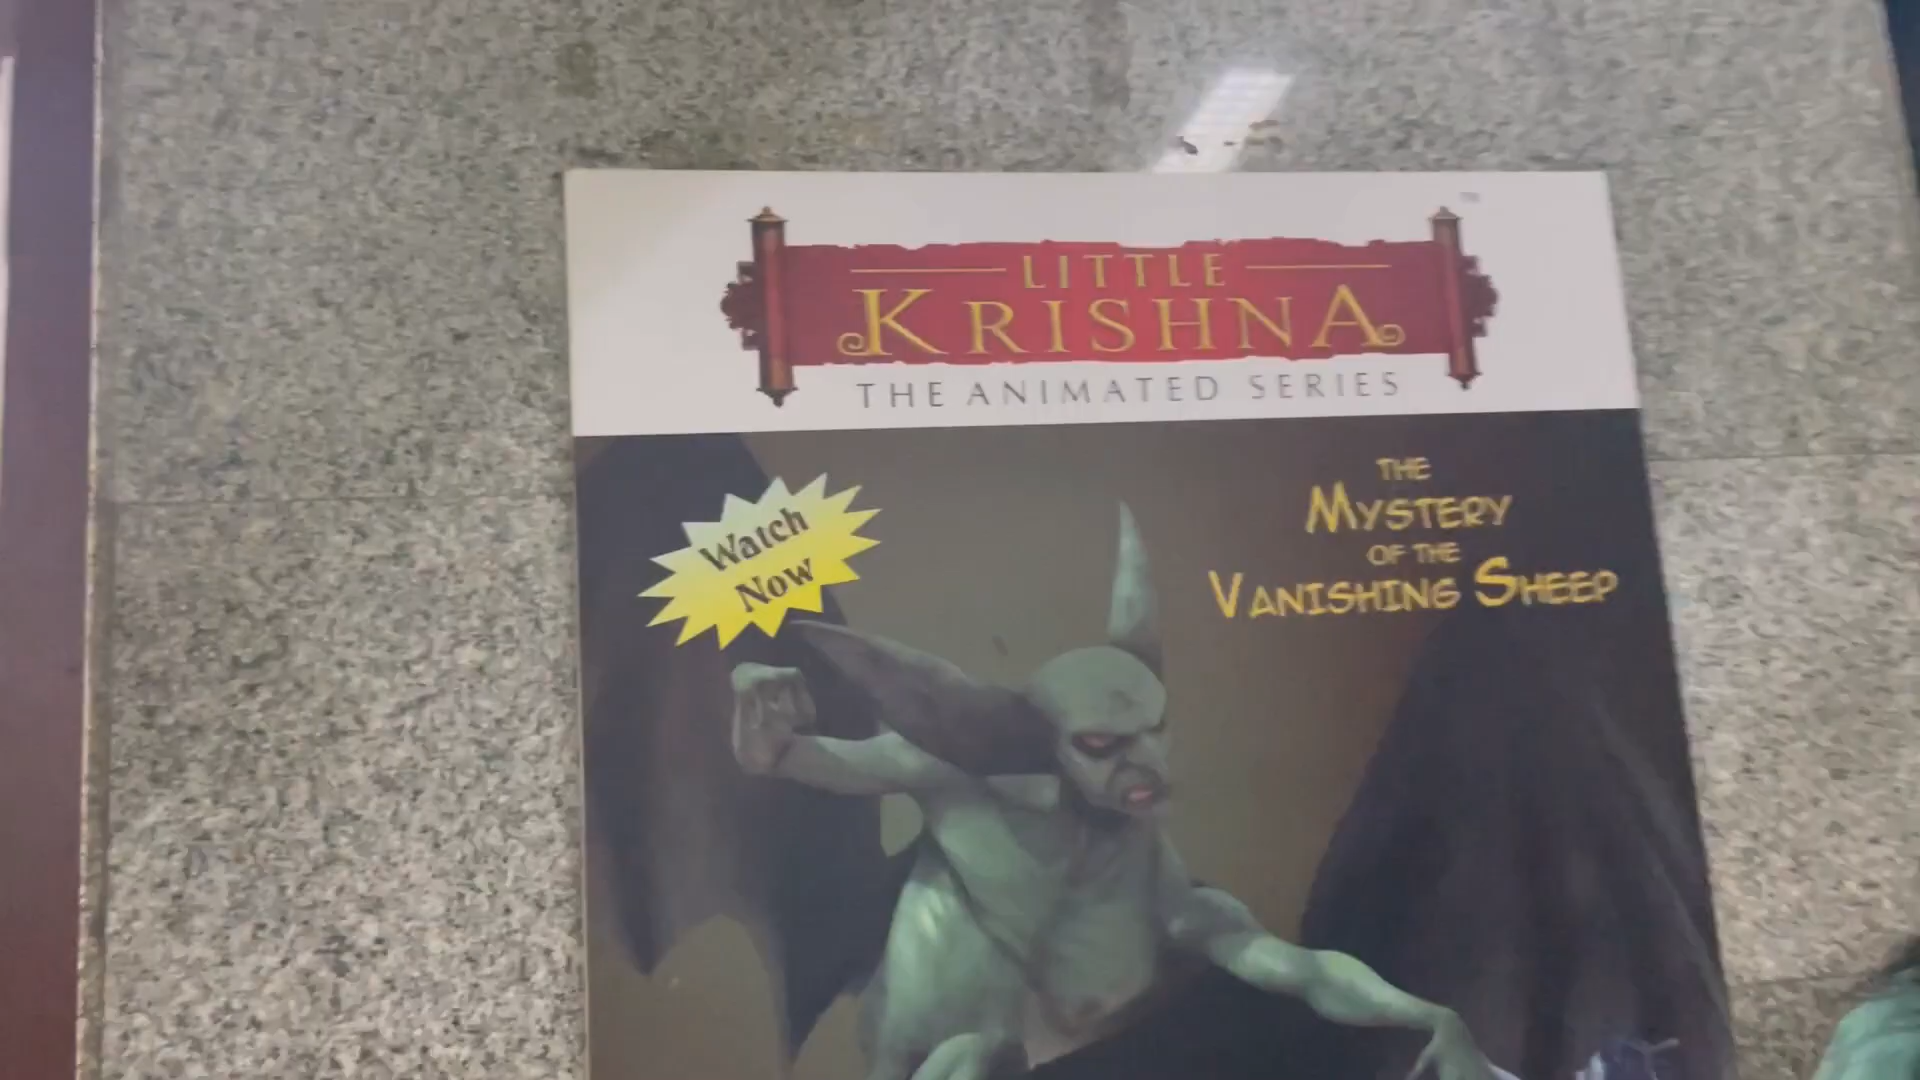 LITTLE
KRISHNA
THE ANIMATED SERIES
Watch
Now
THE
MYSTERY
OF THE
VANISHING SHEEP